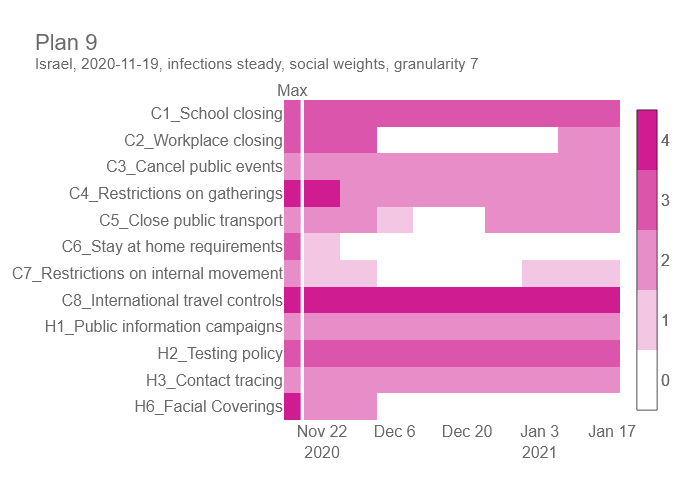 Plan 9
Israel, 2020-11-19, infections steady, social weights, granularity 7
Max
C1_School closing
C2_Workplace closing
C3_Cancel public events
C4_Restrictions on gatherings
C5_Close public transport
C6_Stay at home requirements
C7_Restrictions on internal movement
C8_International travel controls
H1_Public information campaigns
H2_Testing policy
H3_Contact tracing
H6_Facial Coverings
Nov 22 Dec 6 Dec 20 Jan 3 Jan 17
2020 2021
4
3
2
1
0